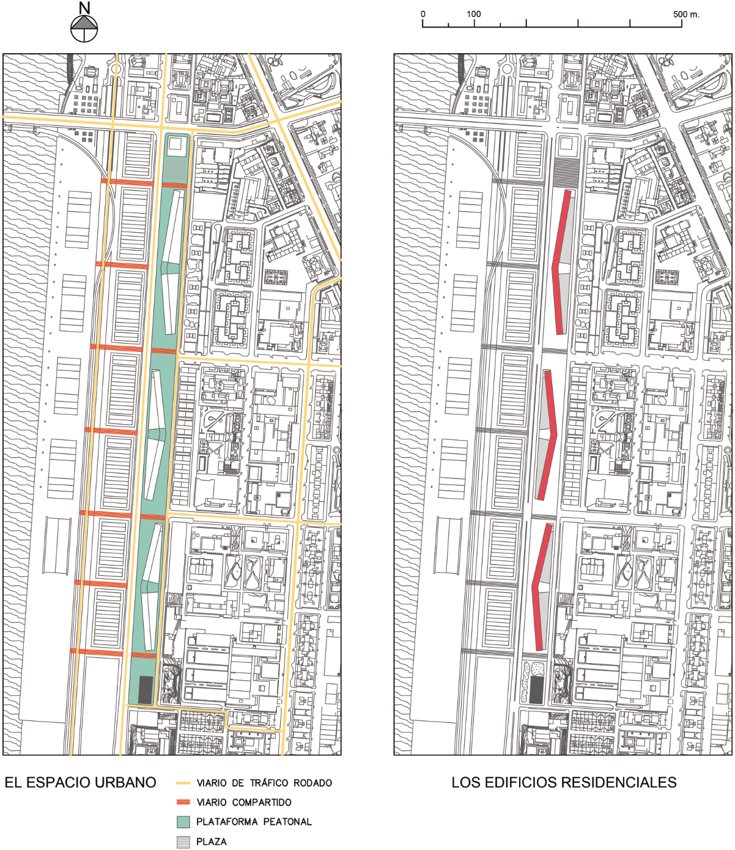 N
0 100 500 m.
EL ESPACIO URBANO
VIARIO DE TRÁFICO RODADO
VIARIO COMPARTIDO
PLATAFORMA PEATONAL
PLAZA
LOS EDIFICIOS RESIDENCIALES